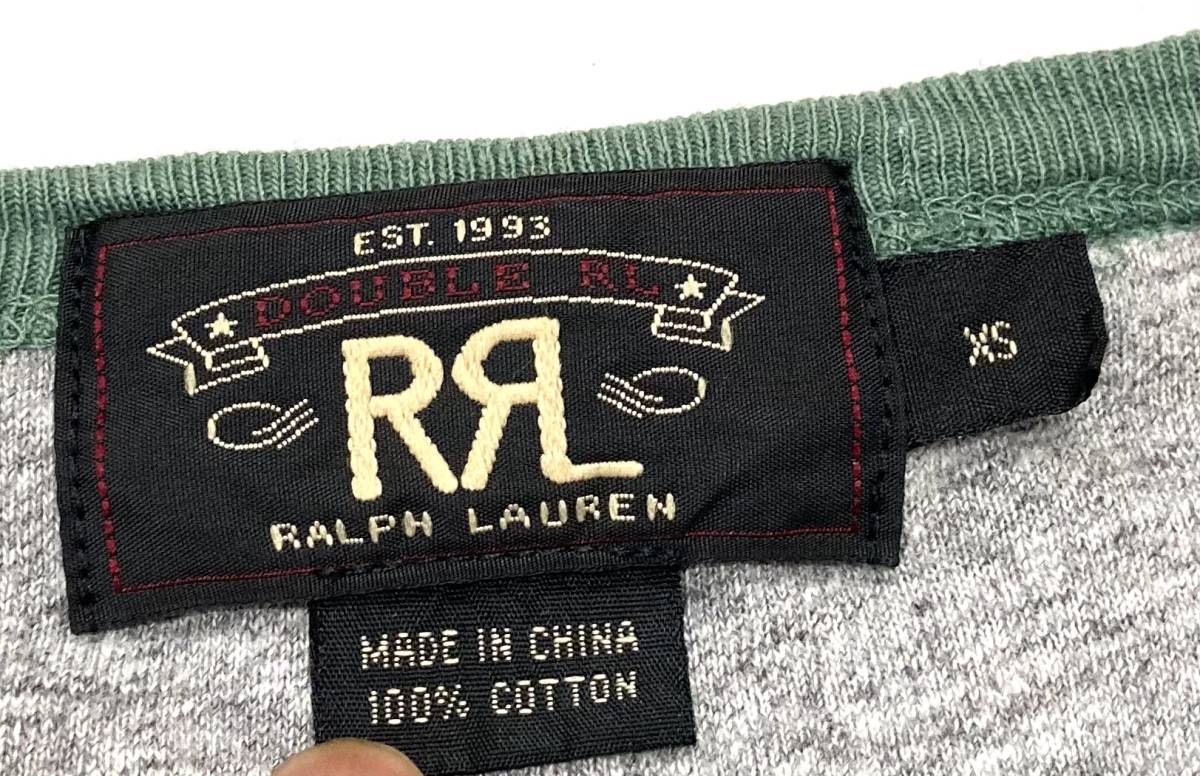 EST. 1993
DOUBLE RL
RRL
RALPH LAUREN
XS
MADE IN CHINA
100% COTTON